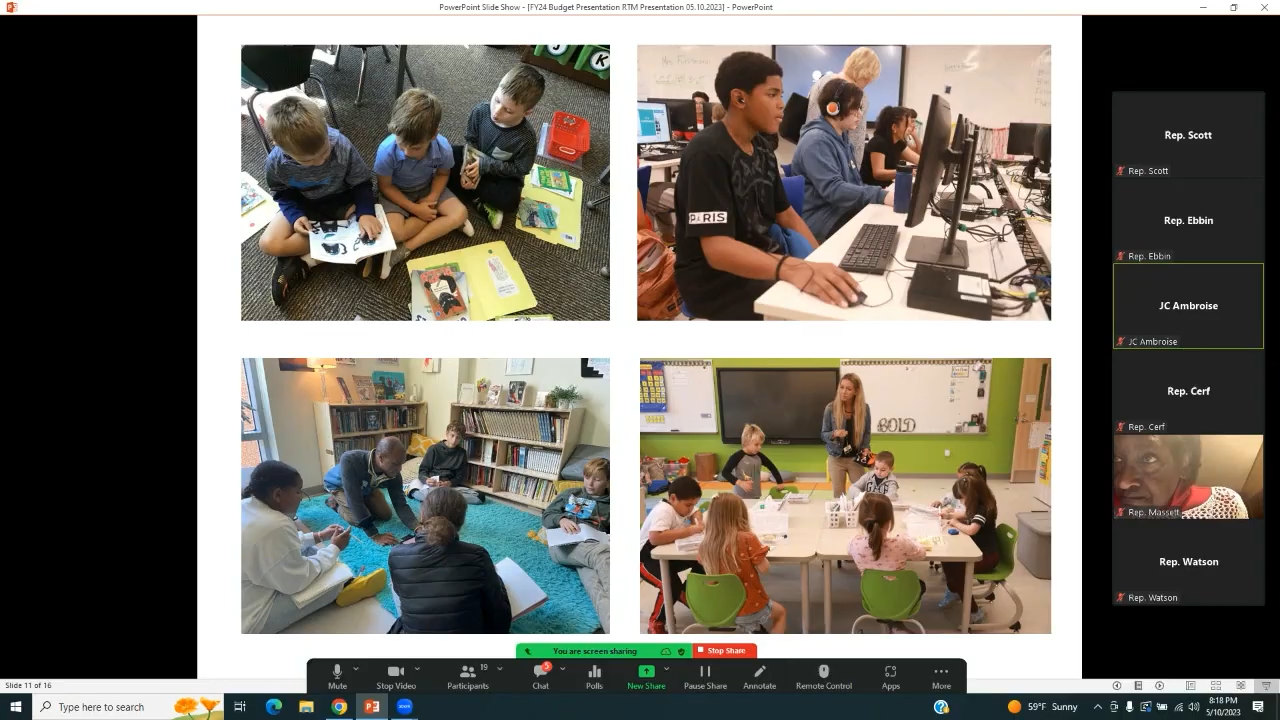 PowerPoint Slide Show - [FY24 Budget Presentation RTM Presentation 05.10.2023] - PowerPoint
J
K
PARIS
BOLD
GAP
Rep. Scott
Rep. Scott
Rep. Ebbin
Rep. Ebbin
JC Ambroise
JC Ambroise
Rep. Cerf
Rep. Cerf
Rep. Massett
Rep. Watson
Rep. Watson
You are screen sharing
Stop Share
Mute
Stop Video
19
Participants
5
Chat
Polls
New Share
Pause Share
Annotate
Remote Control
Apps
More
Slide 11 of 16
Type here to search
zoom
59°F Sunny
8:18 PM
5/10/2023